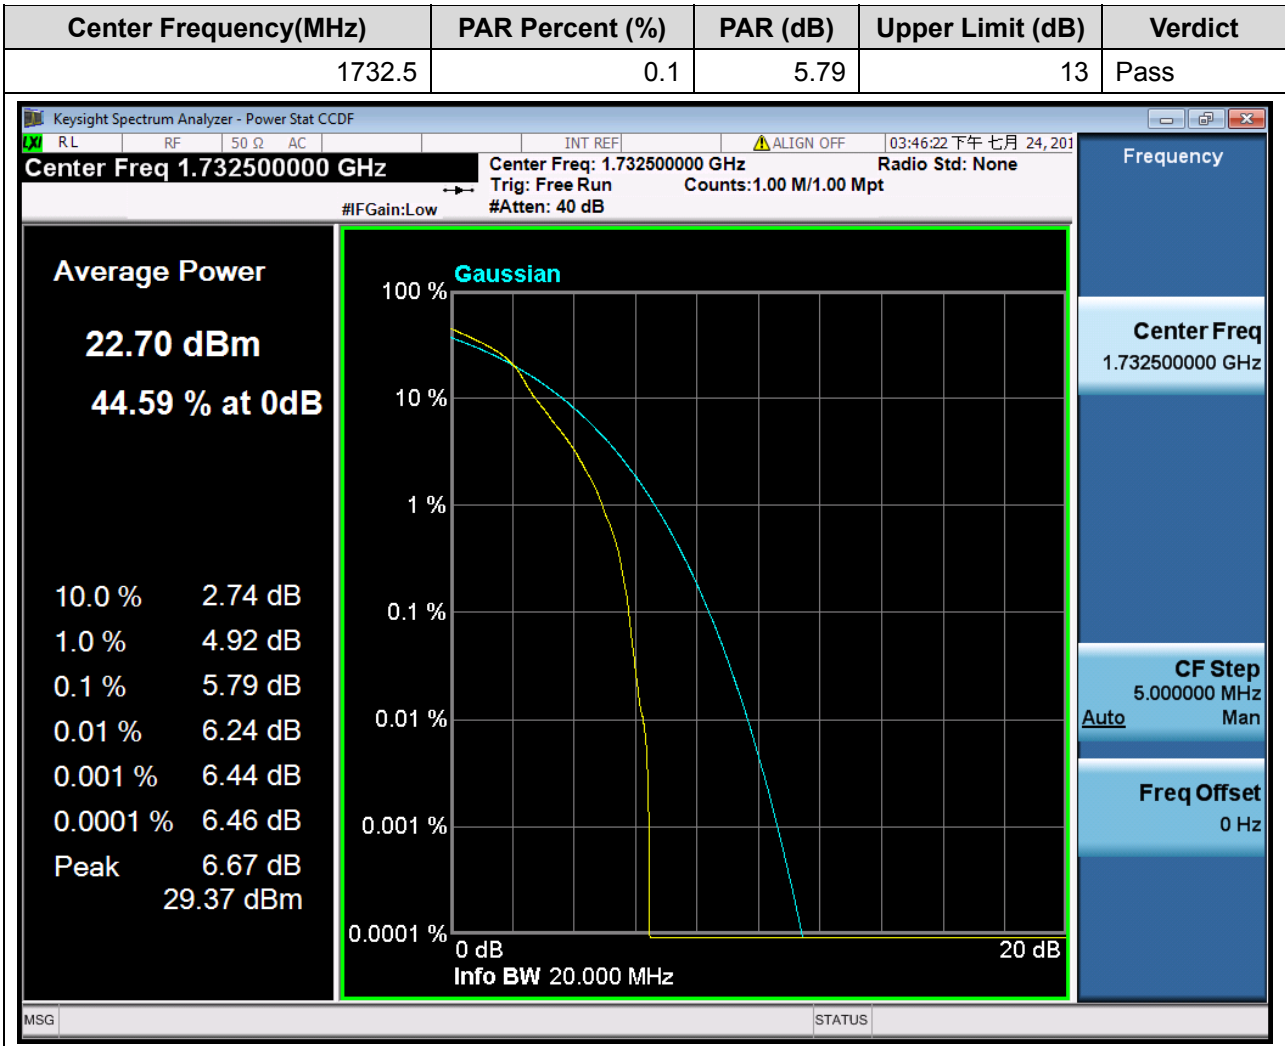 Center Frequency(MHz) PAR Percent (%) PAR (dB) Upper Limit (dB) Verdict
1732.5 0.1 5.79 13 Pass
Keysight Spectrum Analyzer - Power Stat CCDF
LXI RL RF 50 Ω AC INT REF ALIGN OFF 03:46:22 下午 七月 24, 201
Center Freq 1.732500000 GHz
Center Freq: 1.732500000 GHz Radio Std: None
Trig: Free Run Counts:1.00 M/1.00 Mpt
#IFGain:Low #Atten: 40 dB
Frequency
Average Power
22.70 dBm
44.59 % at 0dB
10.0 % 2.74 dB
1.0 % 4.92 dB
0.1 % 5.79 dB
0.01 % 6.24 dB
0.001 % 6.44 dB
0.0001 % 6.46 dB
Peak 6.67 dB
29.37 dBm
Gaussian
100 %
10 %
1 %
0.1 %
0.01 %
0.001 %
0.0001 %
0 dB 20 dB
Info BW 20.000 MHz
Center Freq
1.732500000 GHz
CF Step
5.000000 MHz
Auto Man
Freq Offset
0 Hz
MSG STATUS